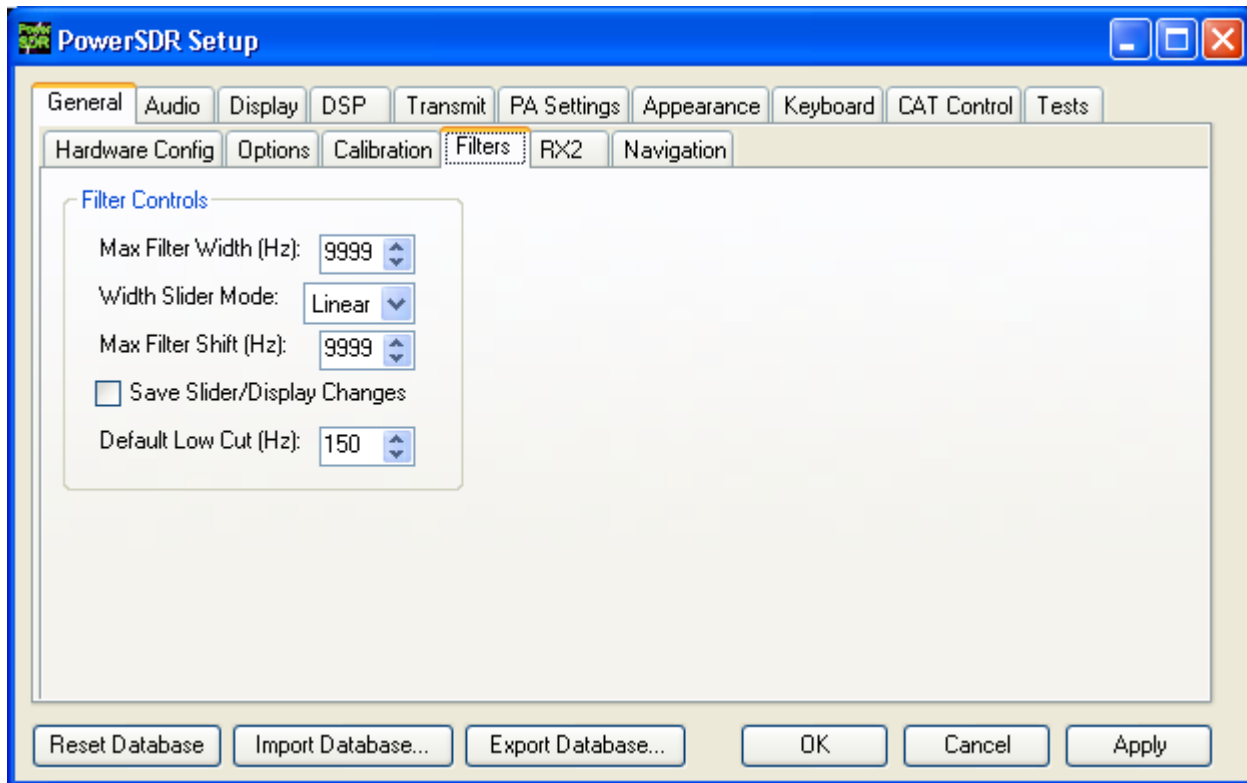 PowerSDR Setup
General Audio Display DSP Transmit PA Settings Appearance Keyboard CAT Control Tests
Hardware Config Options Calibration Filters RX2 Navigation
Filter Controls
Max Filter Width (Hz): 9999
Width Slider Mode: Linear
Max Filter Shift (Hz): 9999
Save Slider/Display Changes
Default Low Cut (Hz): 150
Reset Database Import Database... Export Database... OK Cancel Apply